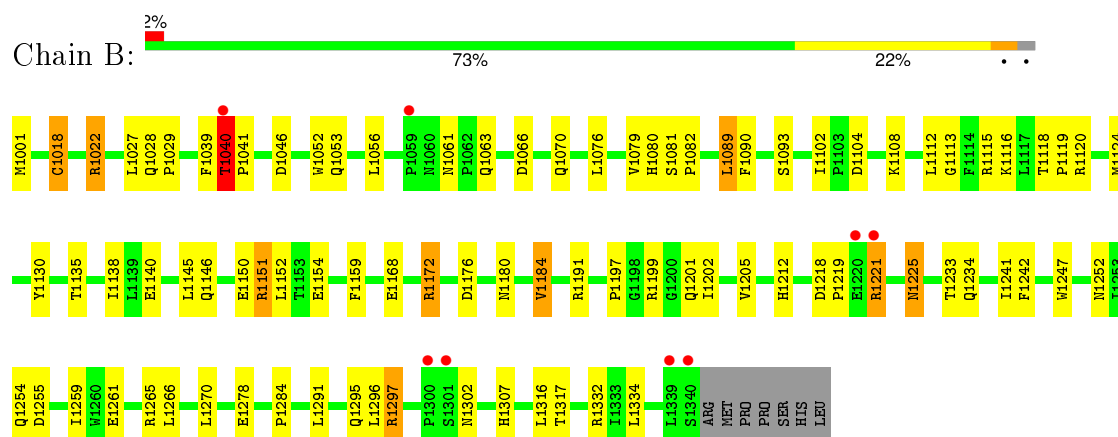 2%
Chain B:
73% 22% • •
M1001 C1018 R1022 L1027 Q1028 P1029 F1039 T1040 P1041 D1046 W1052 Q1053 L1056 P1059 N1060 N1061 P1062 Q1063 D1066 Q1070 L1076 V1079 H1080 S1081 P1082 L1089 F1090 S1093 I1102 P1103 D1104 K1108 L1112 G1113 F1114 R1115 K1116 L1117 T1118 P1119 R1120 M1124
Y1130 T1135 I1138 L1139 E1140 L1145 Q1146 E1150 R1151 L1152 T1153 E1154 F1159 E1168 R1172 D1176 N1180 V1184 R1191 P1197 G1198 R1199 G1200 Q1201 I1202 V1205 H1212 D1218 P1219 E1220 R1221 N1225 T1233 Q1234 I1241 F1242 W1247 N1252 I1253
Q1254 D1255 I1259 W1260 E1261 R1265 L1266 L1270 E1278 P1284 L1291 Q1295 L1296 R1297 P1300 S1301 N1302 H1307 L1316 T1317 R1332 I1333 L1334 L1339 S1340 ARG MET PRO PRO SER HIS LEU